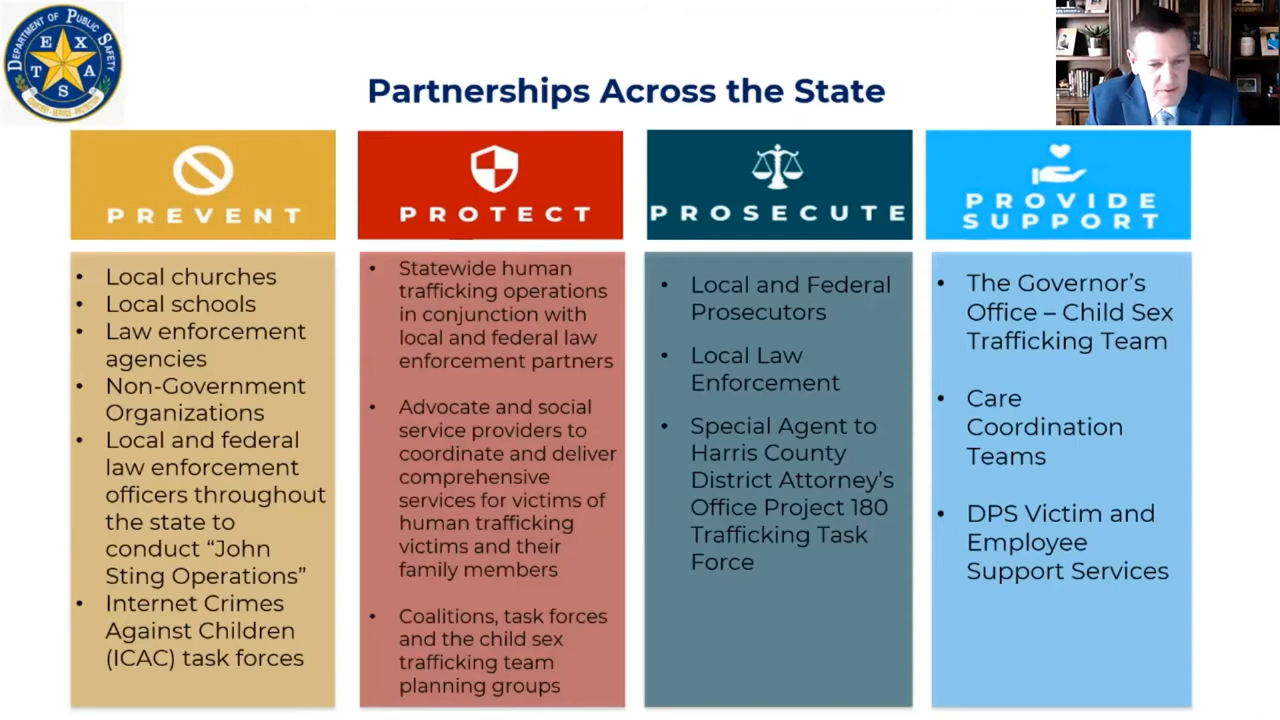 DEPARTMENT OF PUBLIC SAFETY
TEXAS
COURTESY SERVICE PROTECTION
Partnerships Across the State
PREVENT
• Local churches
• Local schools
• Law enforcement
agencies
• Non-Government
Organizations
• Local and federal
law enforcement
officers throughout
the state to
conduct “John
Sting Operations”
• Internet Crimes
Against Children
(ICAC) task forces
PROTECT
• Statewide human
trafficking operations
in conjunction with
local and federal law
enforcement partners
• Advocate and social
service providers to
coordinate and deliver
comprehensive
services for victims of
human trafficking
victims and their
family members
• Coalitions, task forces
and the child sex
trafficking team
planning groups
PROSECUTE
• Local and Federal
Prosecutors
• Local Law
Enforcement
• Special Agent to
Harris County
District Attorney’s
Office Project 180
Trafficking Task
Force
PROVIDE
SUPPORT
• The Governor’s
Office – Child Sex
Trafficking Team
• Care
Coordination
Teams
• DPS Victim and
Employee
Support Services